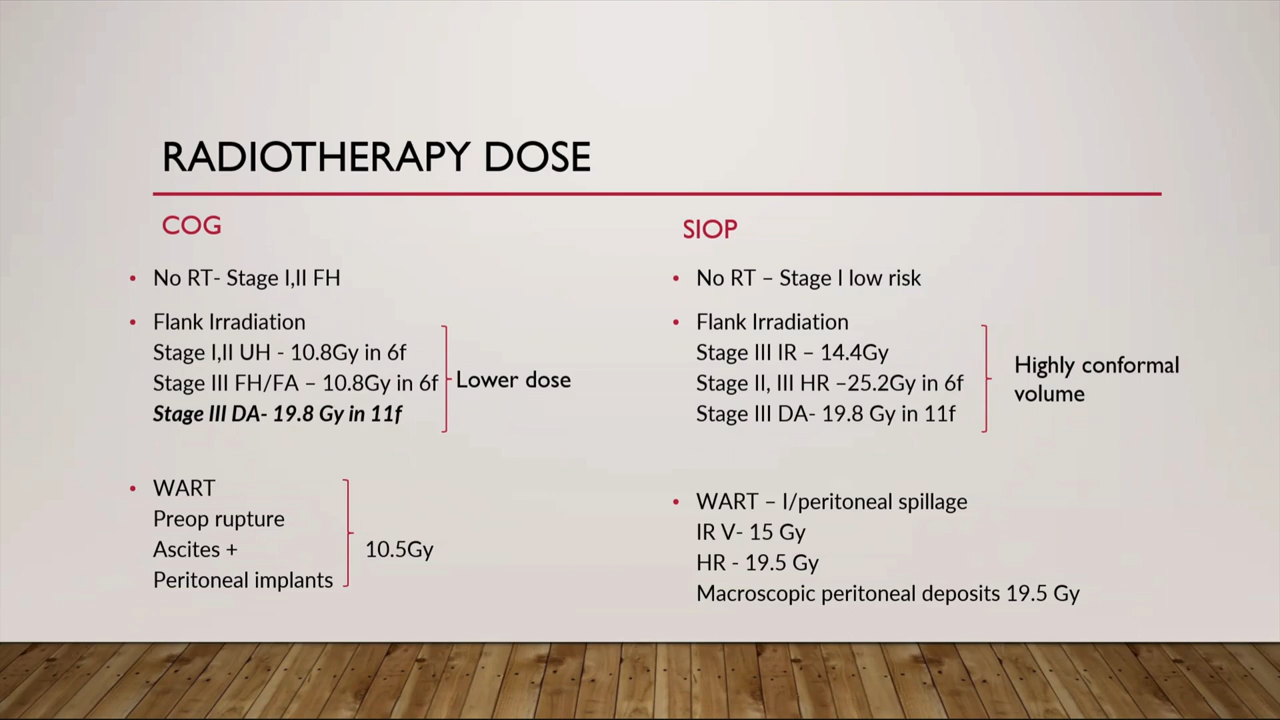 RADIOTHERAPY DOSE
COG
• No RT- Stage I,II FH
• Flank Irradiation
Stage I,II UH - 10.8Gy in 6f
Stage III FH/FA – 10.8Gy in 6f
Stage III DA- 19.8 Gy in 11f
Lower dose
• WART
Preop rupture
Ascites +
Peritoneal implants
10.5Gy
SIOP
• No RT – Stage I low risk
• Flank Irradiation
Stage III IR – 14.4Gy
Stage II, III HR –25.2Gy in 6f
Stage III DA- 19.8 Gy in 11f
Highly conformal
volume
• WART – I/peritoneal spillage
IR V- 15 Gy
HR - 19.5 Gy
Macroscopic peritoneal deposits 19.5 Gy